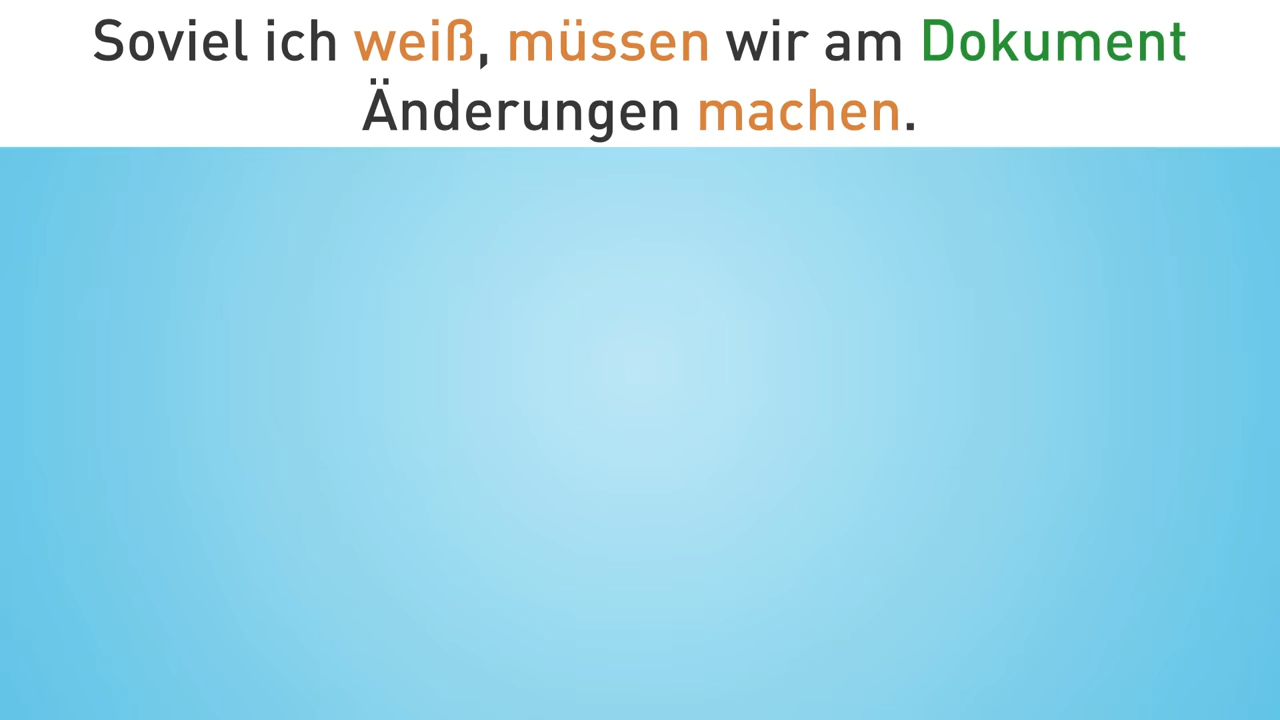 Soviel ich weiß, müssen wir am Dokument
Änderungen machen.